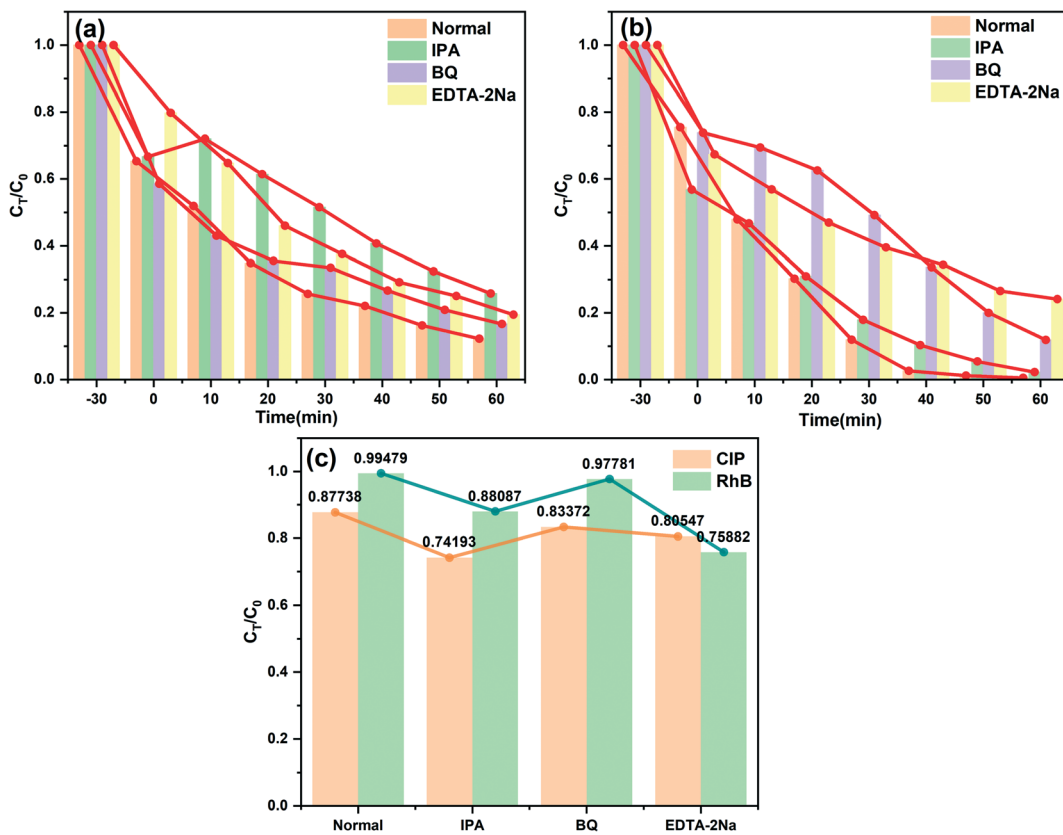 (a)
Normal
IPA
BQ
EDTA-2Na
C_T/C_0
1.0
0.8
0.6
0.4
0.2
0.0
-30 0 10 20 30 40 50 60
Time(min)
(b)
Normal
IPA
BQ
EDTA-2Na
C_T/C_0
1.0
0.8
0.6
0.4
0.2
0.0
-30 0 10 20 30 40 50 60
Time(min)
(c)
CIP
RhB
C_T/C_0
1.0
0.8
0.6
0.4
0.2
0.0
0.87738
0.99479
0.74193
0.88087
0.83372
0.97781
0.80547
0.75882
Normal IPA BQ EDTA-2Na